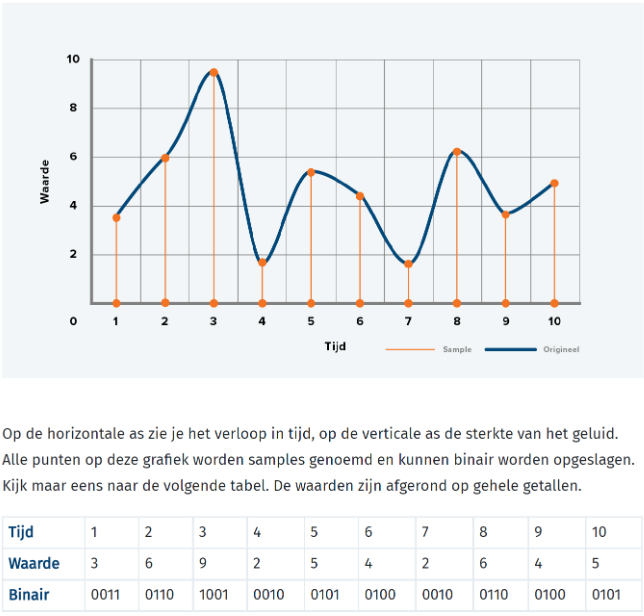 10
8
6
4
2
Waarde
0 1 2 3 4 5 6 7 8 9 10
Tijd
Sample
Origineel
Op de horizontale as zie je het verloop in tijd, op de verticale as de sterkte van het geluid.
Alle punten op deze grafiek worden samples genoemd en kunnen binair worden opgeslagen.
Kijk maar eens naar de volgende tabel. De waarden zijn afgerond op gehele getallen.
Tijd 1 2 3 4 5 6 7 8 9 10
Waarde 3 6 9 2 5 4 2 6 4 5
Binair 0011 0110 1001 0010 0101 0100 0010 0110 0100 0101